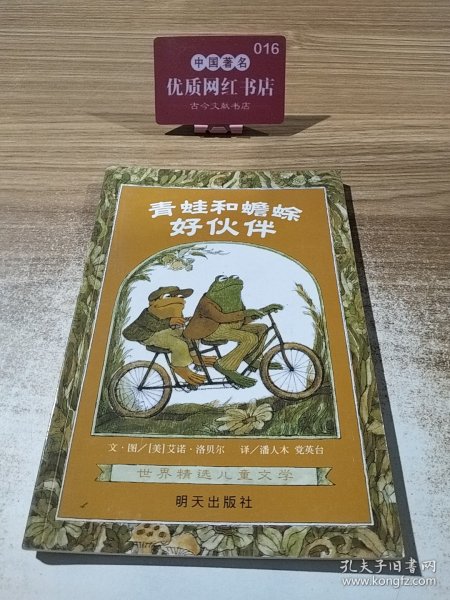 016
中国著名
优质网红书店
古今文献书店
青蛙和蟾蜍
好伙伴
文·图／[美]艾诺·洛贝尔 译／潘人木 党英台
世界精选儿童文学
明天出版社
孔夫子旧书网
www.kongfz.com